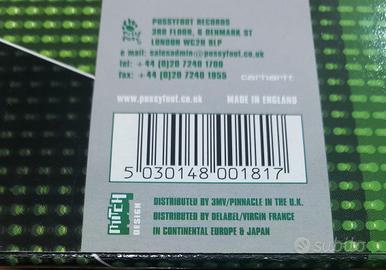 PUSSYFOOT RECORDS
3RD FLOOR, 6 DENMARK ST
LONDON WC2H 8LP
e mail: salesadmin@pussyfoot.co.uk
tel: +44 (0)20 7240 1700
fax: +44 (0)20 7240 1955
carhartt
www.pussyfoot.co.uk MADE IN ENGLAND
5 030148 001817
PITCH
DESIGN
DISTRIBUTED BY 3MV/PINNACLE IN THE U.K.
DISTRIBUTED BY DELABEL/VIRGIN FRANCE
IN CONTINENTAL EUROPE & JAPAN
subito